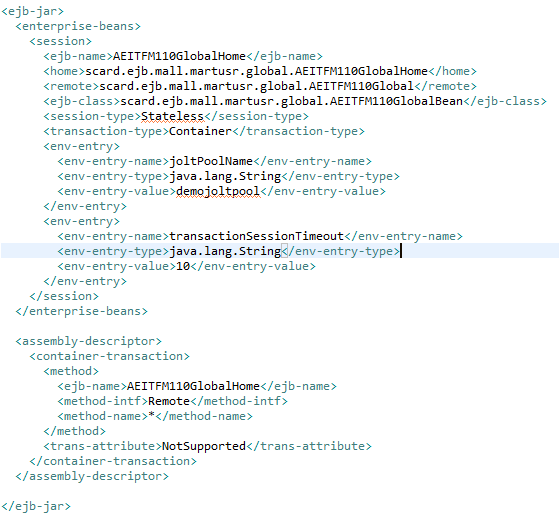 <ejb-jar>
<enterprise-beans>
<session>
<ejb-name>AEITFM110GlobalHome</ejb-name>
<home>scard.ejb.mall.martusr.global.AEITFM110GlobalHome</home>
<remote>scard.ejb.mall.martusr.global.AEITFM110Global</remote>
<ejb-class>scard.ejb.mall.martusr.global.AEITFM110GlobalBean</ejb-class>
<session-type>Stateless</session-type>
<transaction-type>Container</transaction-type>
<env-entry>
<env-entry-name>joltPoolName</env-entry-name>
<env-entry-type>java.lang.String</env-entry-type>
<env-entry-value>demojoltpool</env-entry-value>
</env-entry>
<env-entry>
<env-entry-name>transactionSessionTimeout</env-entry-name>
<env-entry-type>java.lang.String</env-entry-type>
<env-entry-value>10</env-entry-value>
</env-entry>
</session>
</enterprise-beans>
<assembly-descriptor>
<container-transaction>
<method>
<ejb-name>AEITFM110GlobalHome</ejb-name>
<method-intf>Remote</method-intf>
<method-name>*</method-name>
</method>
<trans-attribute>NotSupported</trans-attribute>
</container-transaction>
</assembly-descriptor>
</ejb-jar>